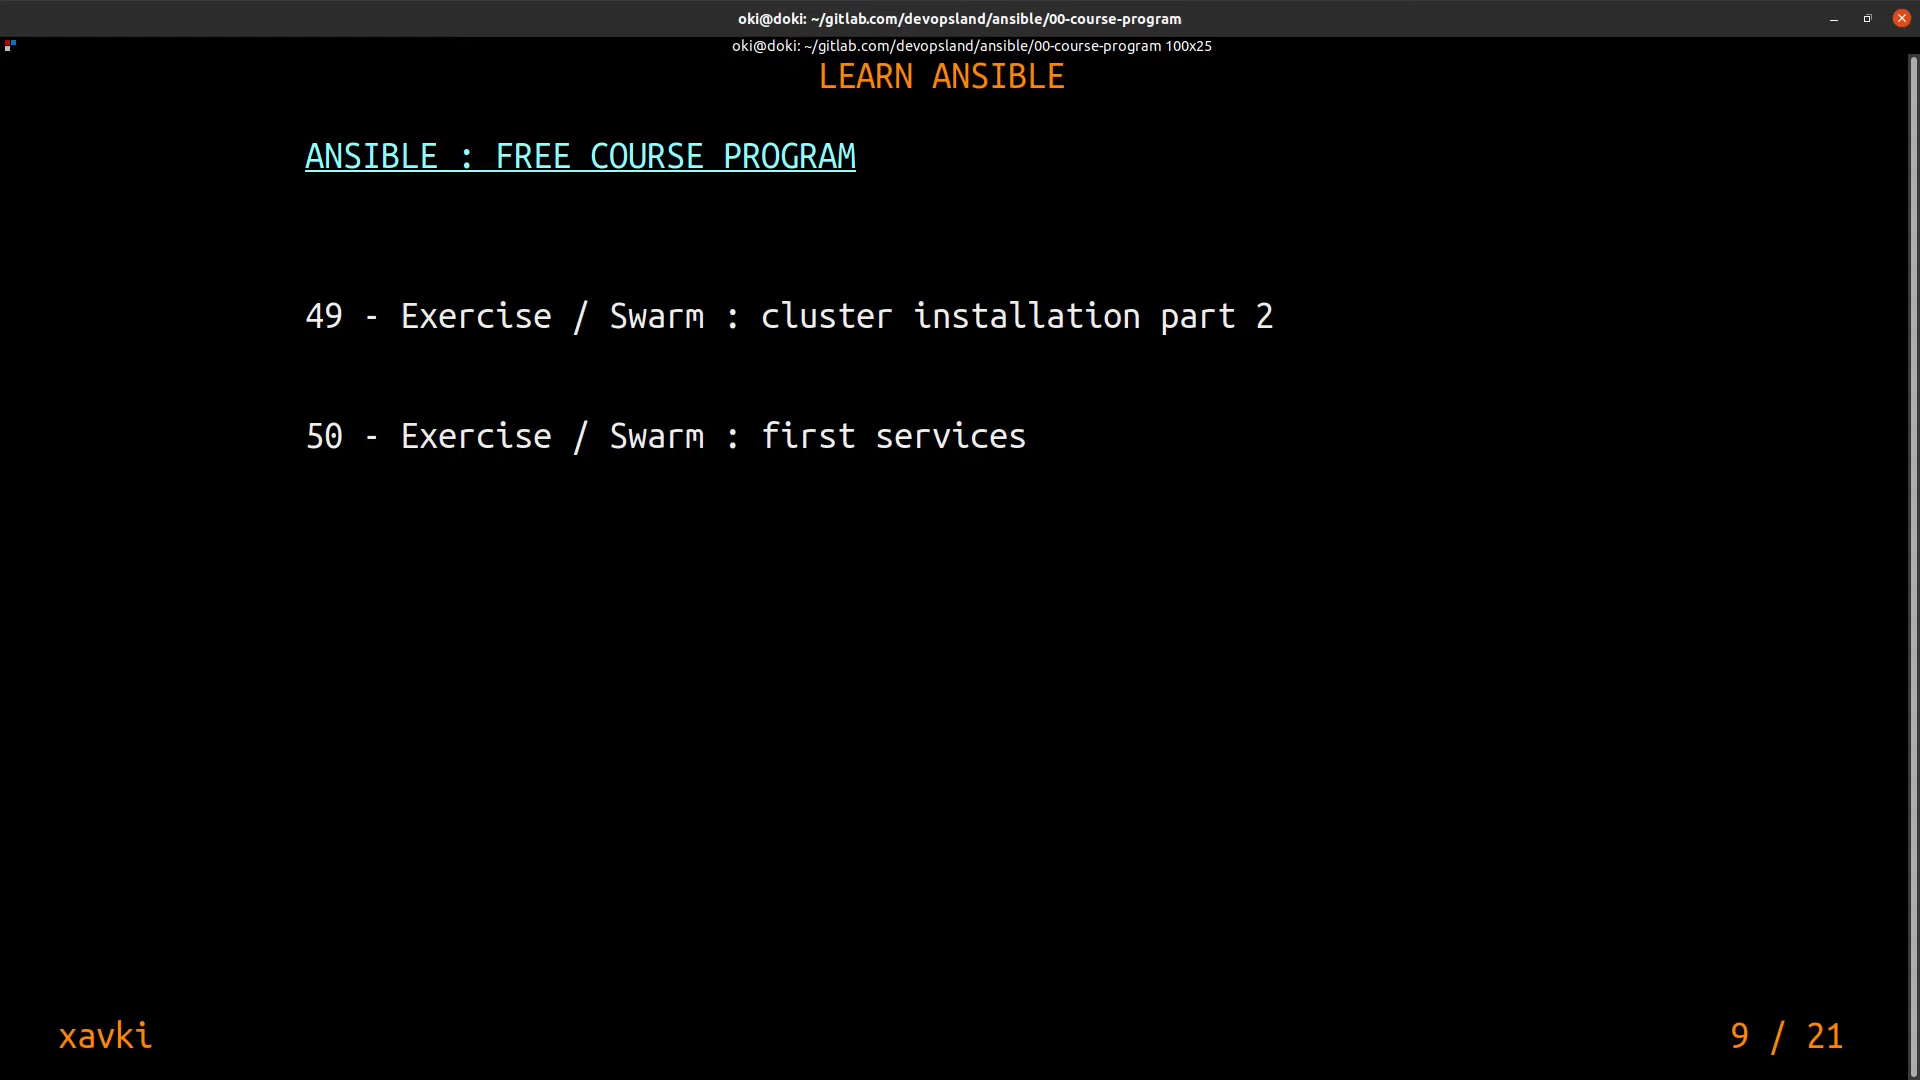 oki@doki: ~/gitlab.com/devopsland/ansible/00-course-program
oki@doki: ~/gitlab.com/devopsland/ansible/00-course-program 100x25
LEARN ANSIBLE
ANSIBLE : FREE COURSE PROGRAM
49 - Exercise / Swarm : cluster installation part 2
50 - Exercise / Swarm : first services
xavki
9 / 21